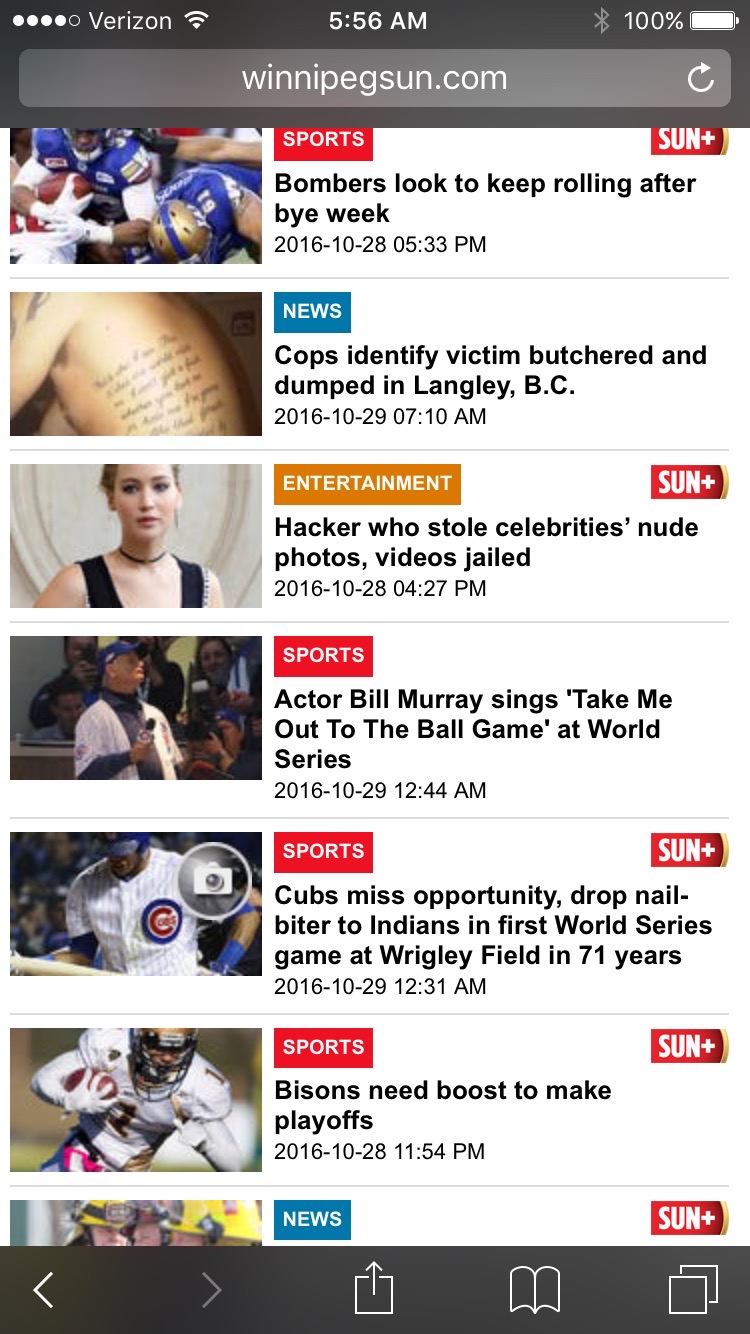 Verizon 5:56 AM 100%
winnipegsun.com
SPORTS SUN+
Bombers look to keep rolling after
bye week
2016-10-28 05:33 PM
NEWS
Cops identify victim butchered and
dumped in Langley, B.C.
2016-10-29 07:10 AM
ENTERTAINMENT SUN+
Hacker who stole celebrities’ nude
photos, videos jailed
2016-10-28 04:27 PM
SPORTS
Actor Bill Murray sings 'Take Me
Out To The Ball Game' at World
Series
2016-10-29 12:44 AM
SPORTS SUN+
Cubs miss opportunity, drop nail-
biter to Indians in first World Series
game at Wrigley Field in 71 years
2016-10-29 12:31 AM
CUBS
SPORTS SUN+
Bisons need boost to make
playoffs
2016-10-28 11:54 PM
NEWS SUN+